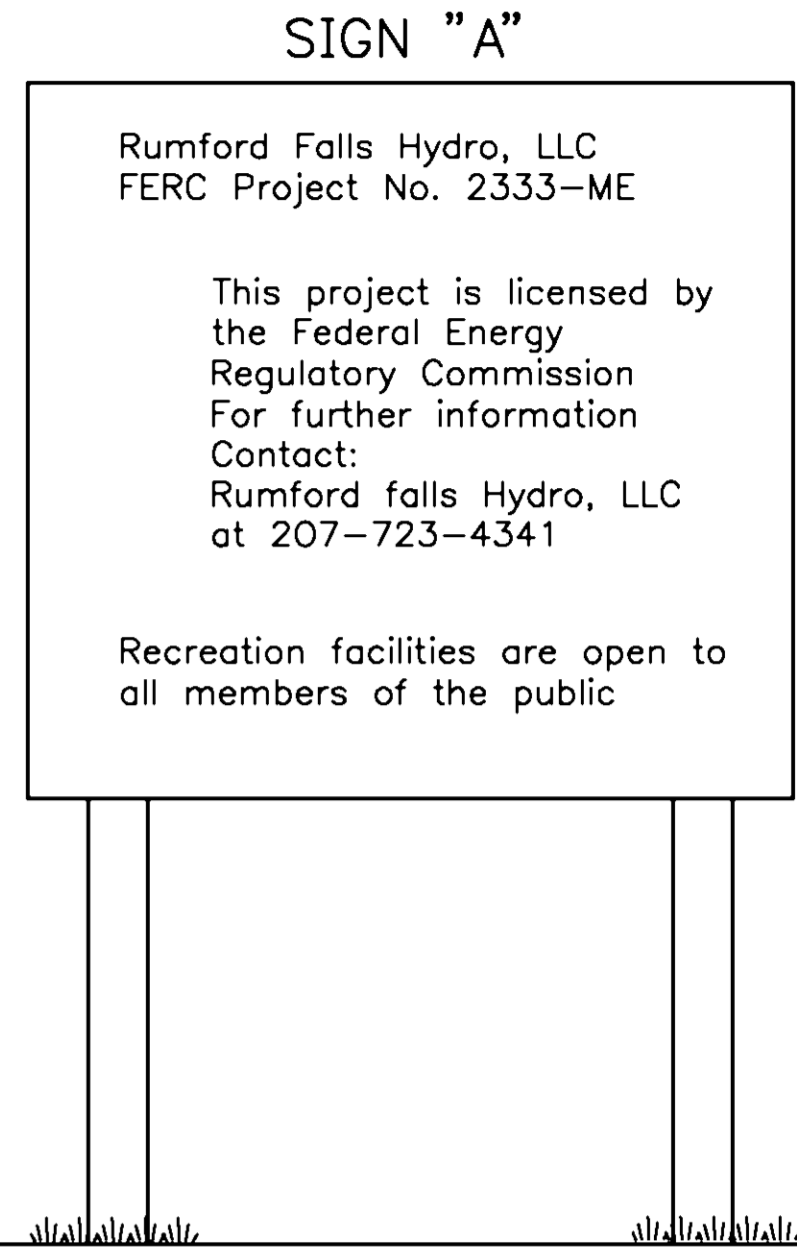 SIGN "A"
Rumford Falls Hydro, LLC
FERC Project No. 2333-ME
This project is licensed by
the Federal Energy
Regulatory Commission
For further information
Contact:
Rumford falls Hydro, LLC
at 207-723-4341
Recreation facilities are open to
all members of the public